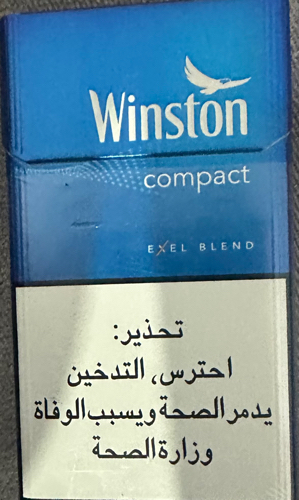 Winston
compact
EXEL BLEND
تحذير:
احترس، التدخين
يدمر الصحة ويسبب الوفاة
وزارة الصحة